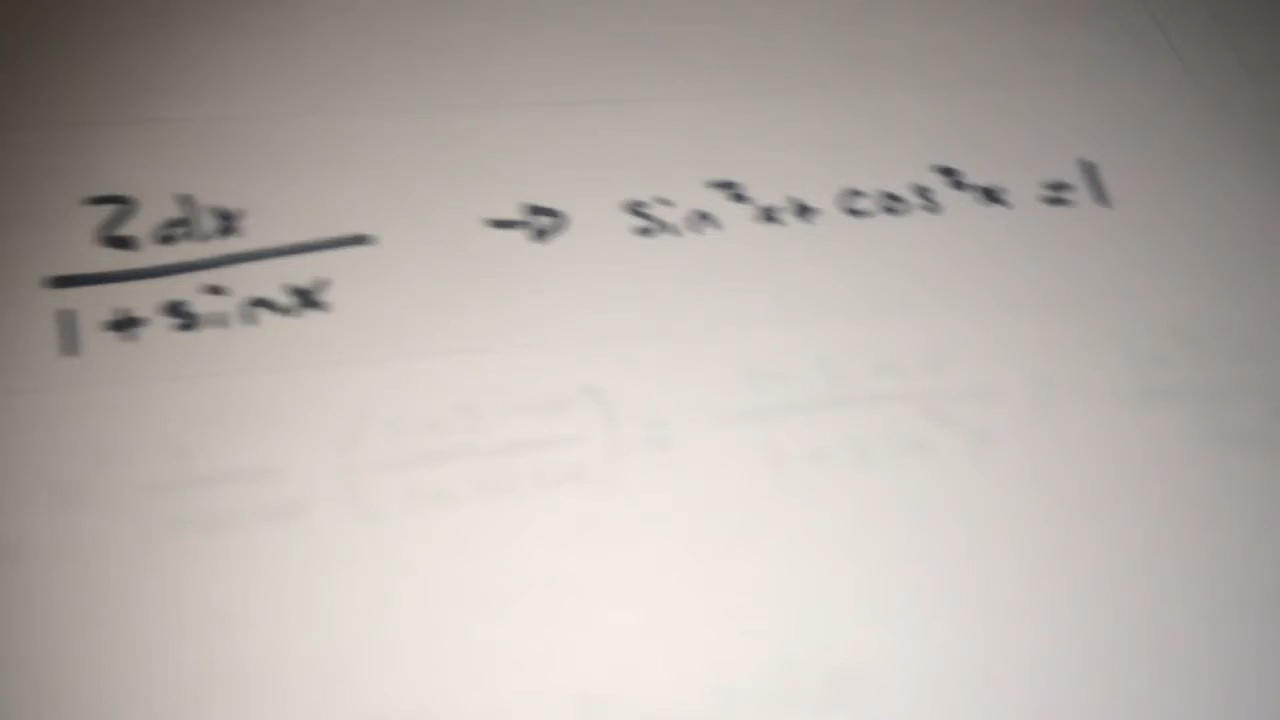 2dx / 1 + sinx → sin²x + cos²x = 1